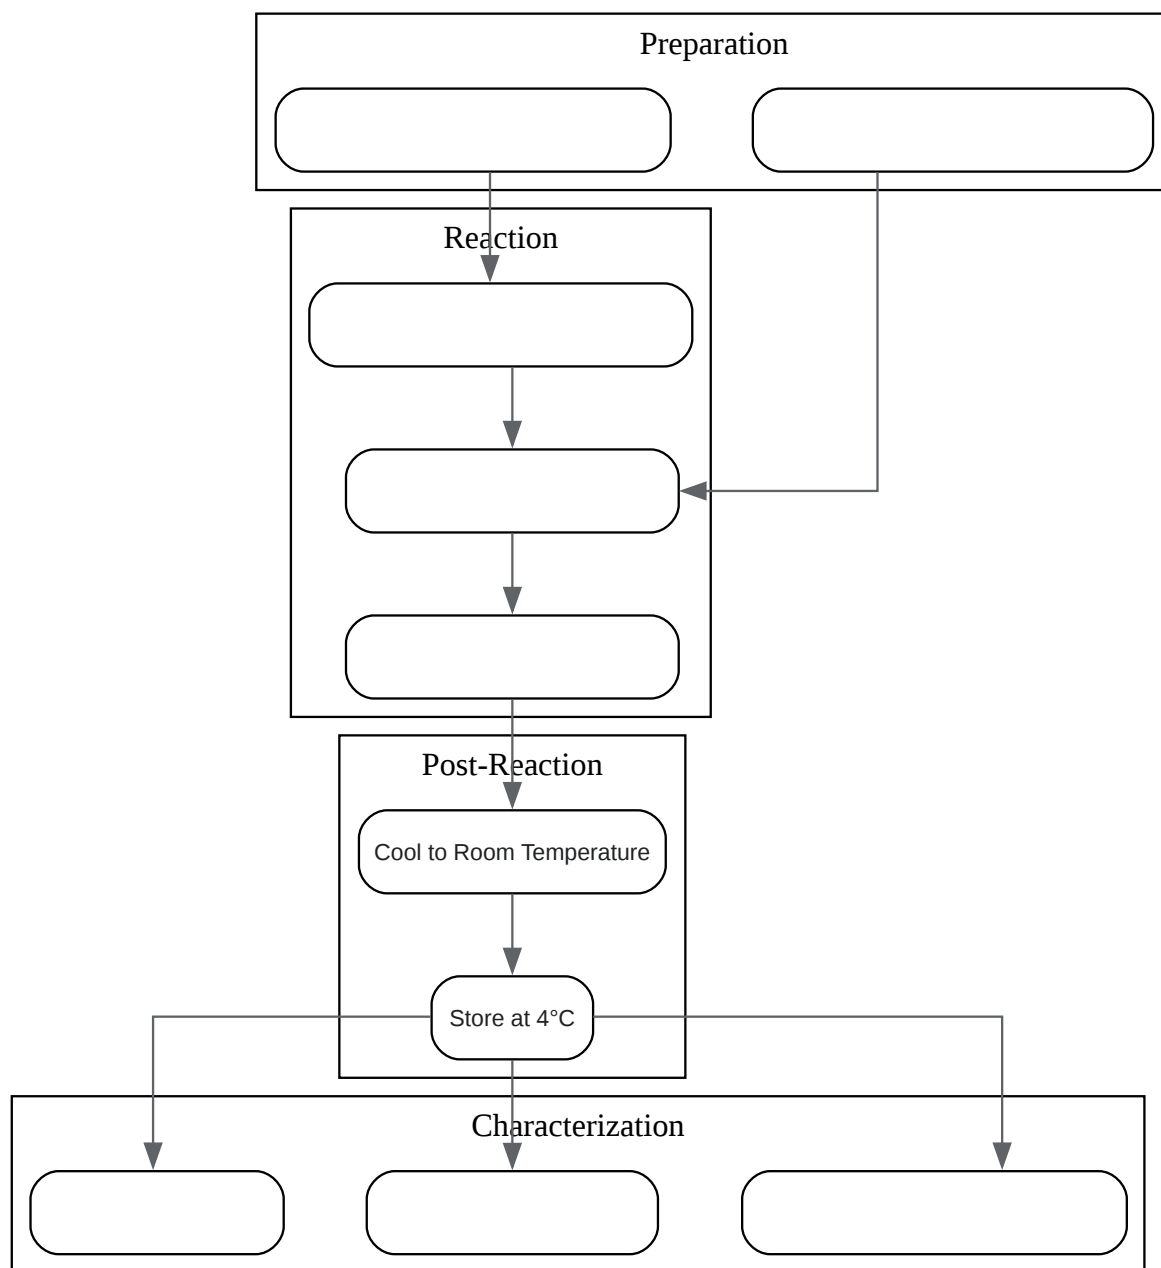 Preparation
Reaction
Post-Reaction
Cool to Room Temperature
Store at 4°C
Characterization